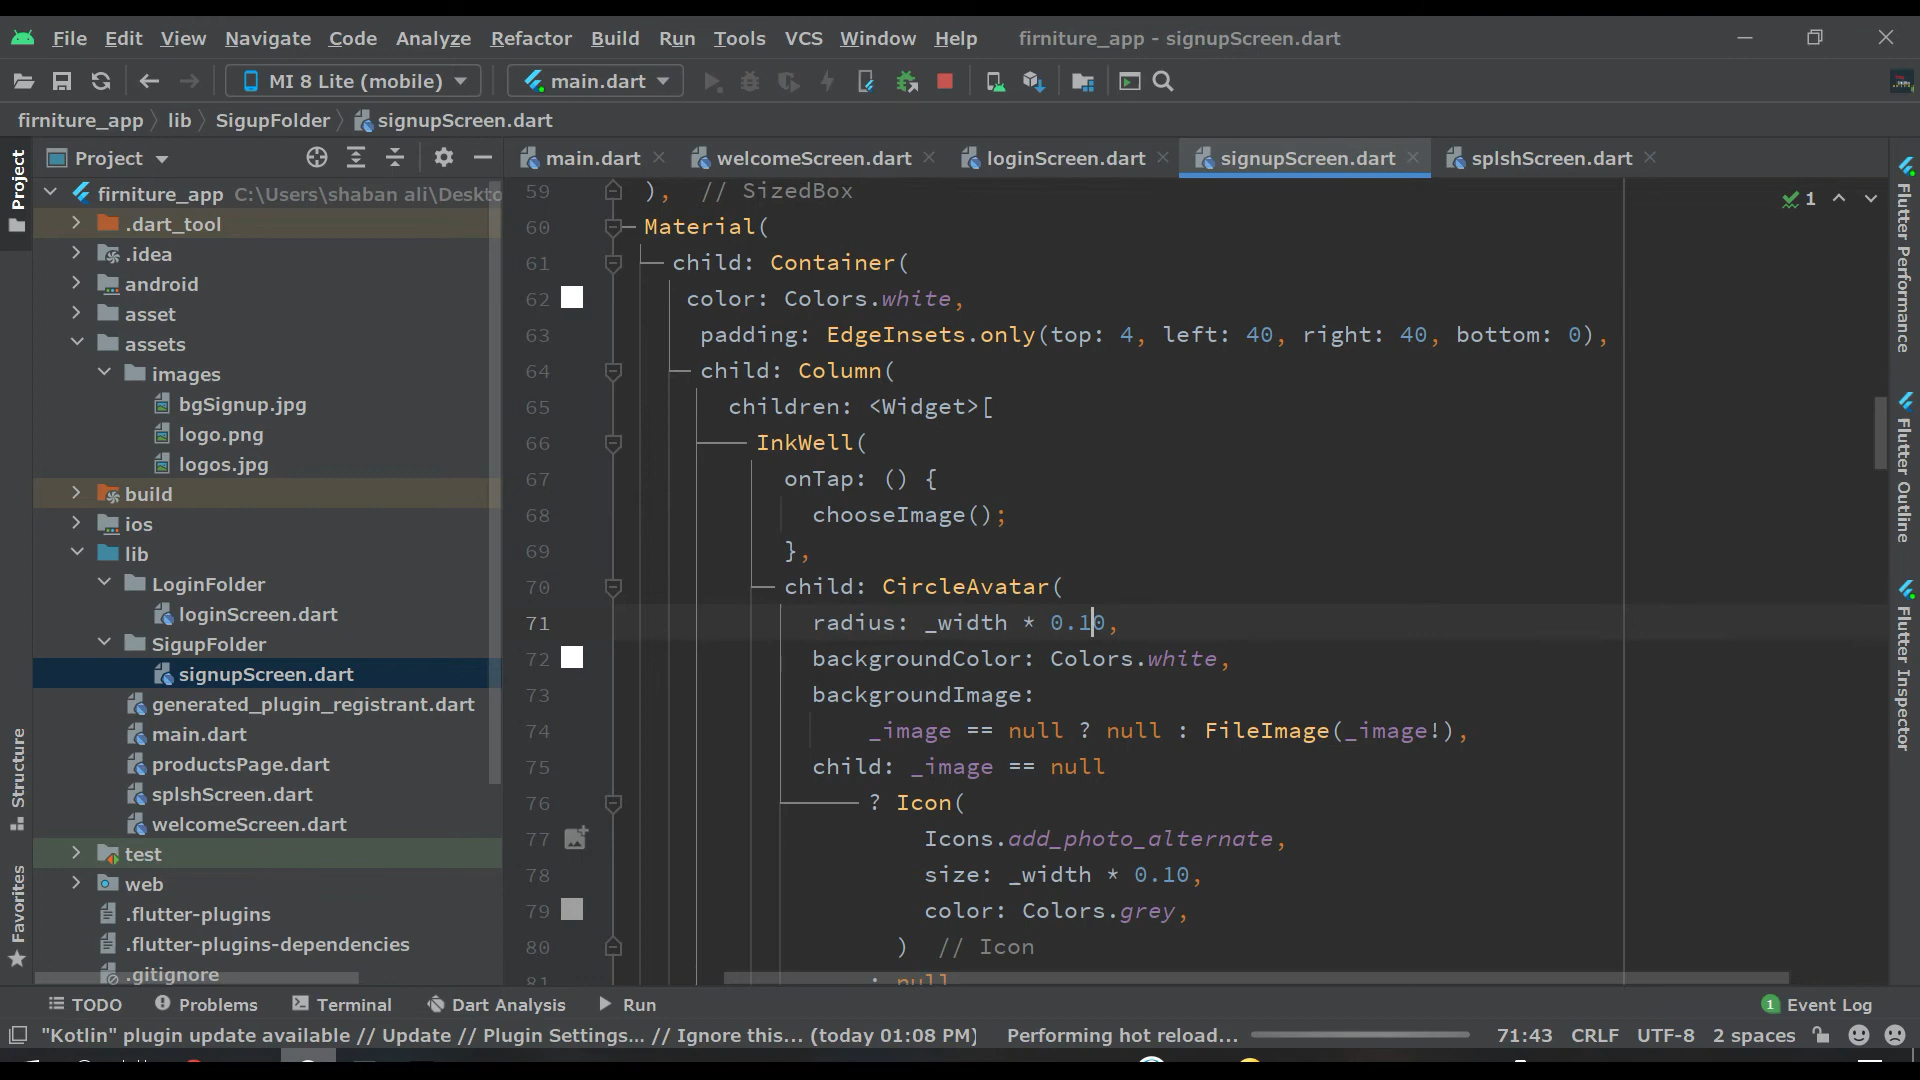 File Edit View Navigate Code Analyze Refactor Build Run Tools VCS Window Help firniture_app - signupScreen.dart
MI 8 Lite (mobile) main.dart
firniture_app lib SigupFolder signupScreen.dart
Project
main.dart welcomeScreen.dart loginScreen.dart signupScreen.dart splshScreen.dart
firniture_app C:\Users\shaban ali\Deskto
.dart_tool
.idea
android
asset
assets
images
bgSignup.jpg
logo.png
logos.jpg
build
ios
lib
LoginFolder
loginScreen.dart
SigupFolder
signupScreen.dart
generated_plugin_registrant.dart
main.dart
productsPage.dart
splshScreen.dart
welcomeScreen.dart
test
web
.flutter-plugins
.flutter-plugins-dependencies
.gitignore
Project
Structure
Favorites
59 ), // SizedBox
60 Material(
61 child: Container(
62 color: Colors.white,
63 padding: EdgeInsets.only(top: 4, left: 40, right: 40, bottom: 0),
64 child: Column(
65 children: <Widget>[
66 InkWell(
67 onTap: () {
68 chooseImage();
69 },
70 child: CircleAvatar(
71 radius: _width * 0.10,
72 backgroundColor: Colors.white,
73 backgroundImage:
74 _image == null ? null : FileImage(_image!),
75 child: _image == null
76 ? Icon(
77 Icons.add_photo_alternate,
78 size: _width * 0.10,
79 color: Colors.grey,
80 ) // Icon
81 : null
1
Flutter Performance
Flutter Outline
Flutter Inspector
TODO Problems Terminal Dart Analysis Run 1 Event Log
"Kotlin" plugin update available // Update // Plugin Settings... // Ignore this... (today 01:08 PM) Performing hot reload... 71:43 CRLF UTF-8 2 spaces